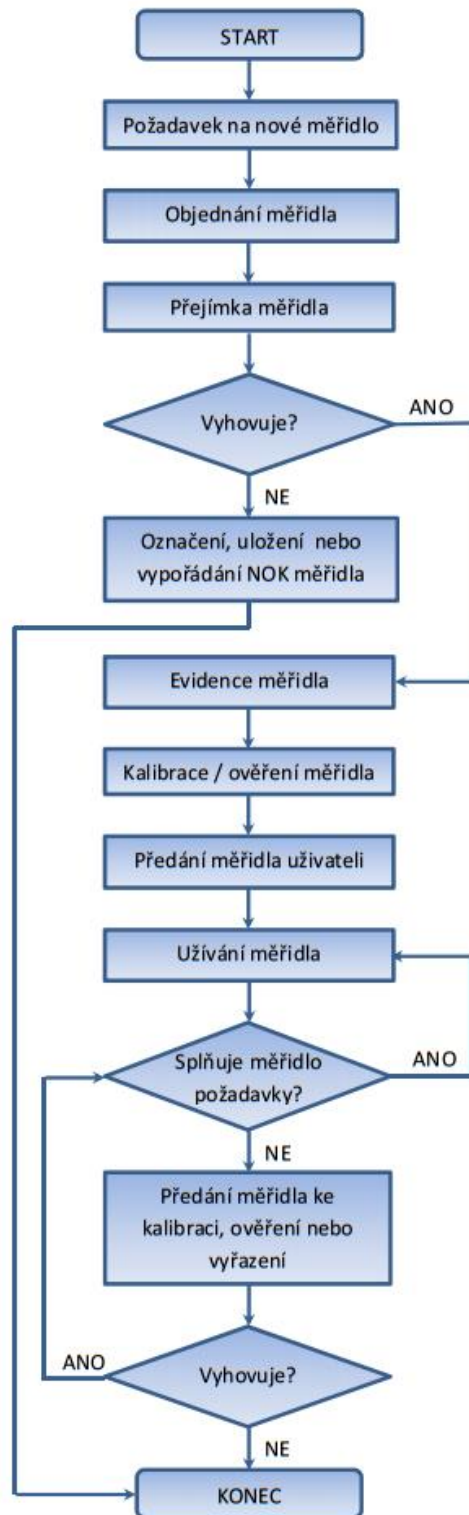 START
Požadavek na nové měřidlo
Objednání měřidla
Přejímka měřidla
Vyhovuje?
ANO
NE
Označení, uložení nebo
vypořádání NOK měřidla
Evidence měřidla
Kalibrace / ověření měřidla
Předání měřidla uživateli
Užívání měřidla
Splňuje měřidlo
požadavky?
ANO
NE
Předání měřidla ke
kalibraci, ověření nebo
vyřazení
ANO
Vyhovuje?
NE
KONEC